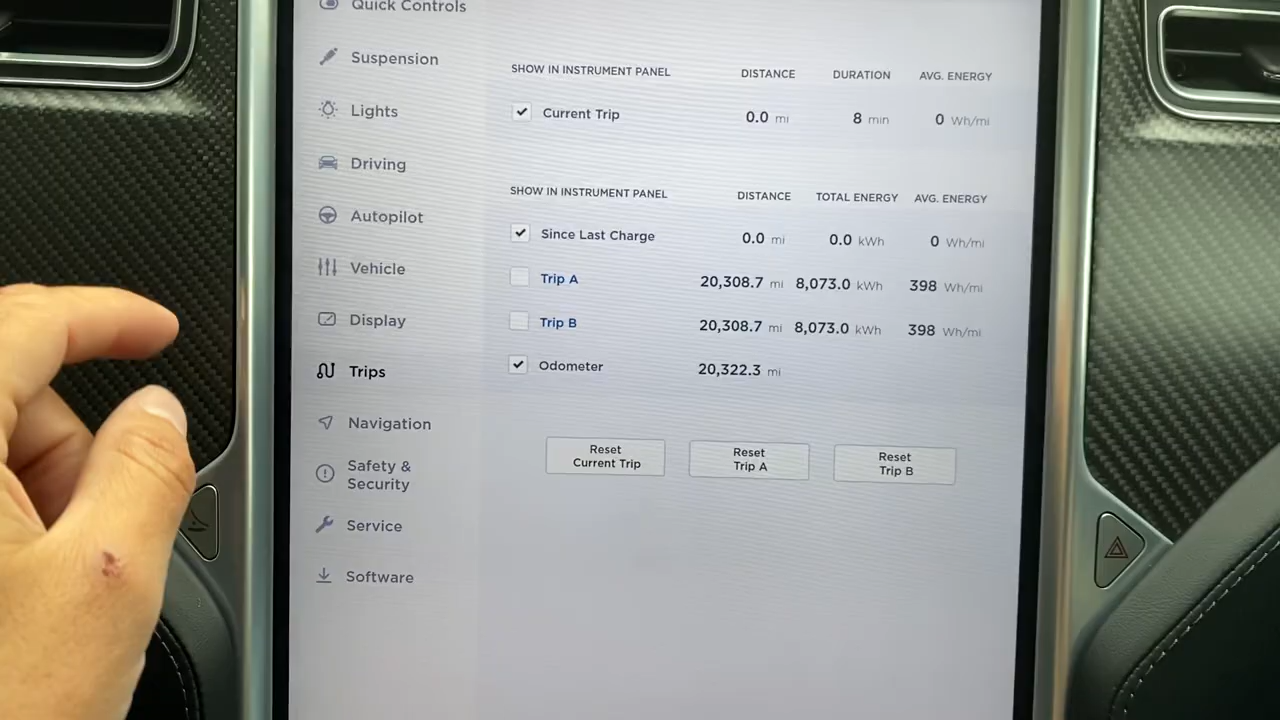 Quick Controls
Suspension
Lights
Driving
Autopilot
Vehicle
Display
Trips
Navigation
Safety &
Security
Service
Software
SHOW IN INSTRUMENT PANEL DISTANCE DURATION AVG. ENERGY
Current Trip 0.0 mi 8 min 0 Wh/mi
SHOW IN INSTRUMENT PANEL DISTANCE TOTAL ENERGY AVG. ENERGY
Since Last Charge 0.0 mi 0.0 kWh 0 Wh/mi
Trip A 20,308.7 mi 8,073.0 kWh 398 Wh/mi
Trip B 20,308.7 mi 8,073.0 kWh 398 Wh/mi
Odometer 20,322.3 mi
Reset
Current Trip
Reset
Trip A
Reset
Trip B